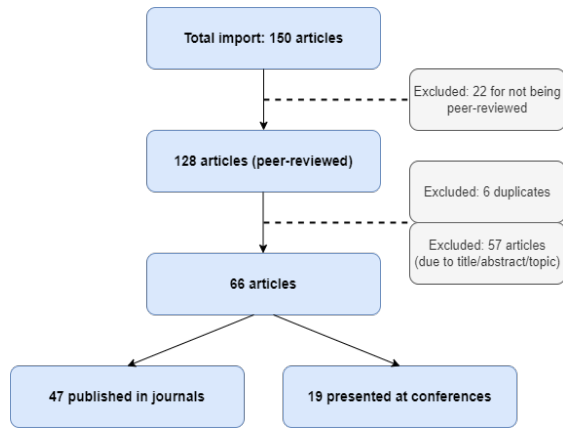 Total import: 150 articles
Excluded: 22 for not being
peer-reviewed
128 articles (peer-reviewed)
Excluded: 6 duplicates
Excluded: 57 articles
(due to title/abstract/topic)
66 articles
47 published in journals
19 presented at conferences